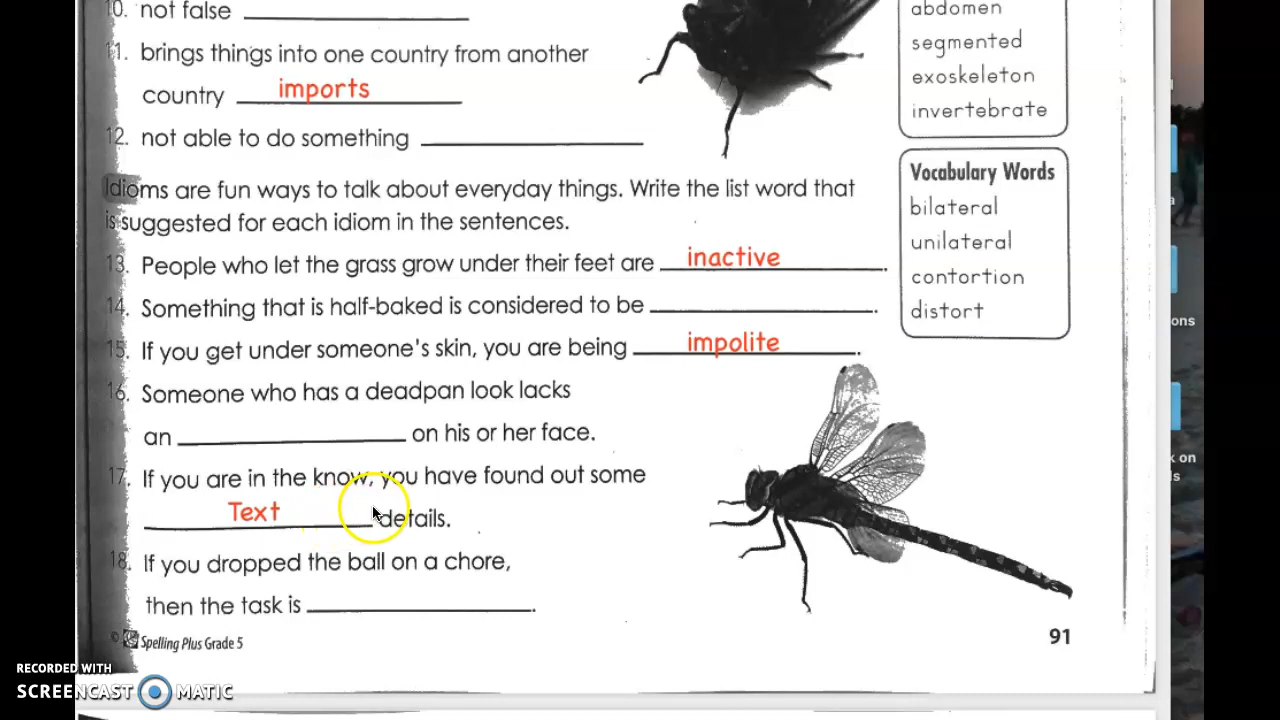 10. not false
11. brings things into one country from another
country imports
12. not able to do something
Idioms are fun ways to talk about everyday things. Write the list word that
is suggested for each idiom in the sentences.
13. People who let the grass grow under their feet are inactive.
14. Something that is half-baked is considered to be .
15. If you get under someone's skin, you are being impolite.
16. Someone who has a deadpan look lacks
an on his or her face.
17. If you are in the know, you have found out some
Text details.
18. If you dropped the ball on a chore,
then the task is .
© Spelling Plus Grade 5
91
abdomen
segmented
exoskeleton
invertebrate
Vocabulary Words
bilateral
unilateral
contortion
distort
RECORDED WITH
SCREENCAST MATIC